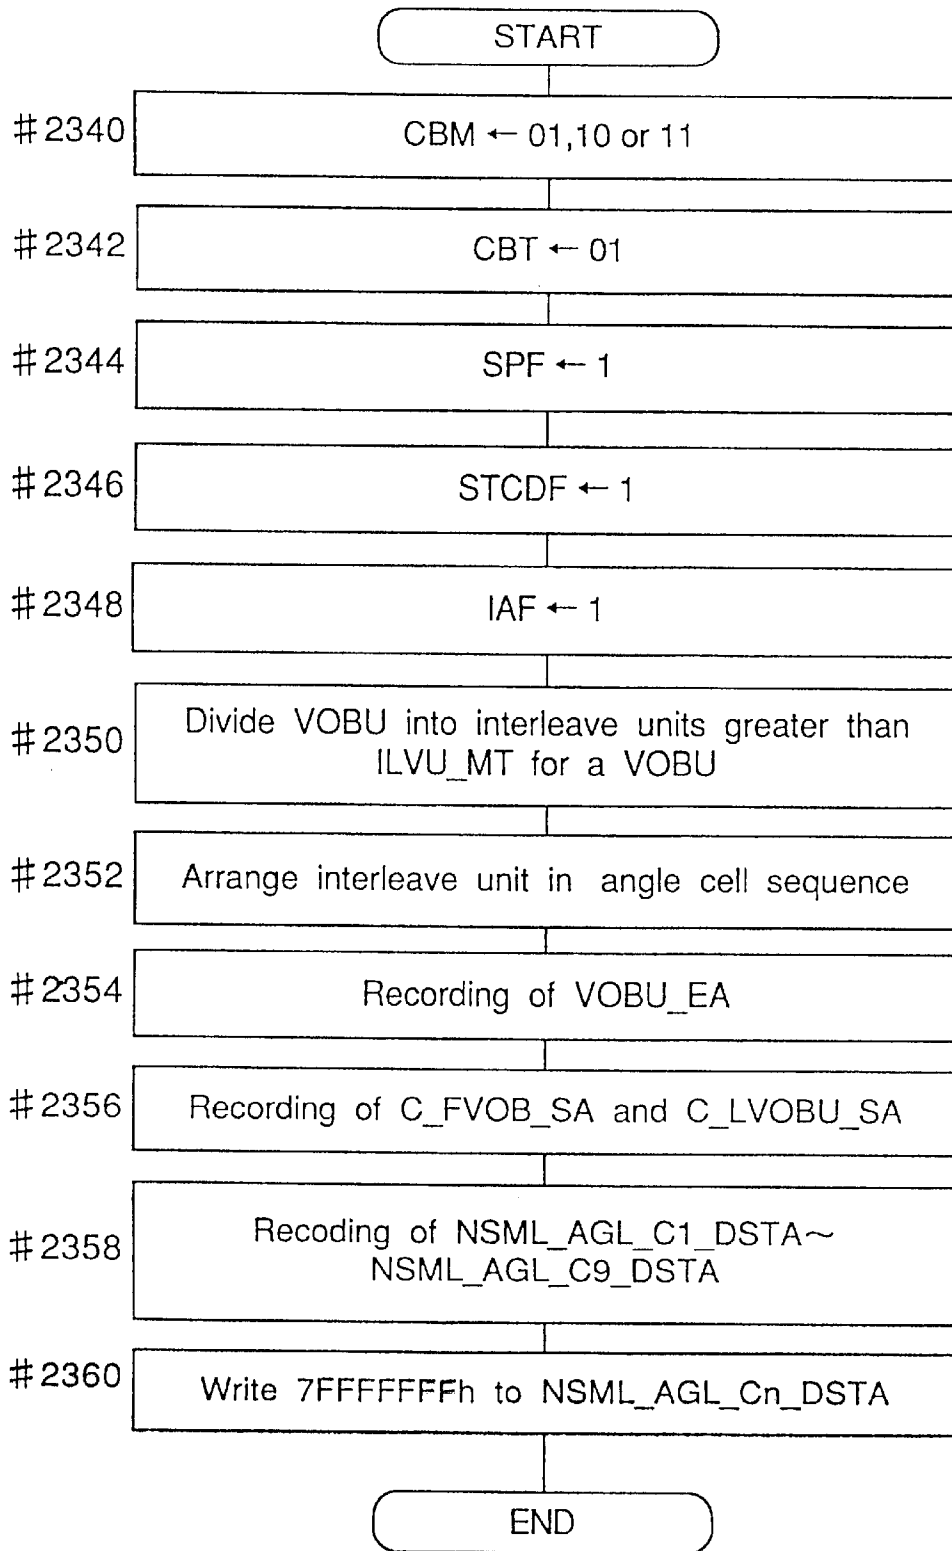 START
#2340
CBM ← 01,10 or 11
#2342
CBT ← 01
#2344
SPF ← 1
#2346
STCDF ← 1
#2348
IAF ← 1
#2350
Divide VOBU into interleave units greater than
ILVU_MT for a VOBU
#2352
Arrange interleave unit in angle cell sequence
#2354
Recording of VOBU_EA
#2356
Recording of C_FVOB_SA and C_LVOBU_SA
#2358
Recoding of NSML_AGL_C1_DSTA~
NSML_AGL_C9_DSTA
#2360
Write 7FFFFFFFh to NSML_AGL_Cn_DSTA
END